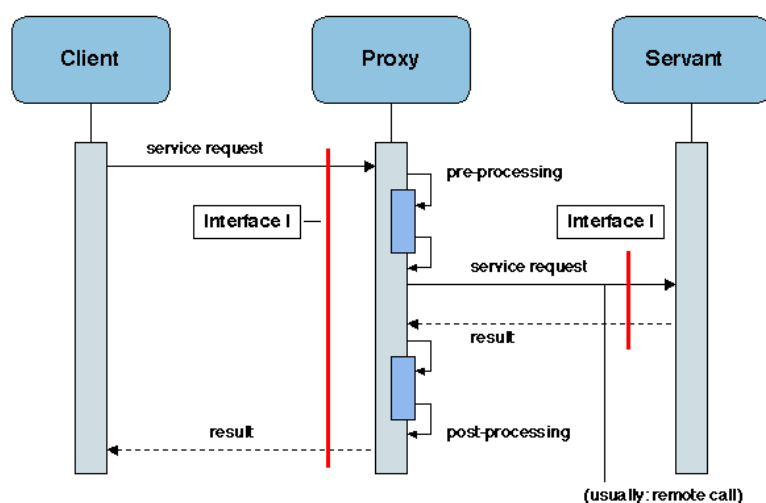 Client
Proxy
Servant
service request
pre-processing
Interface I
Interface I
service request
result
result
post-processing
(usually: remote call)